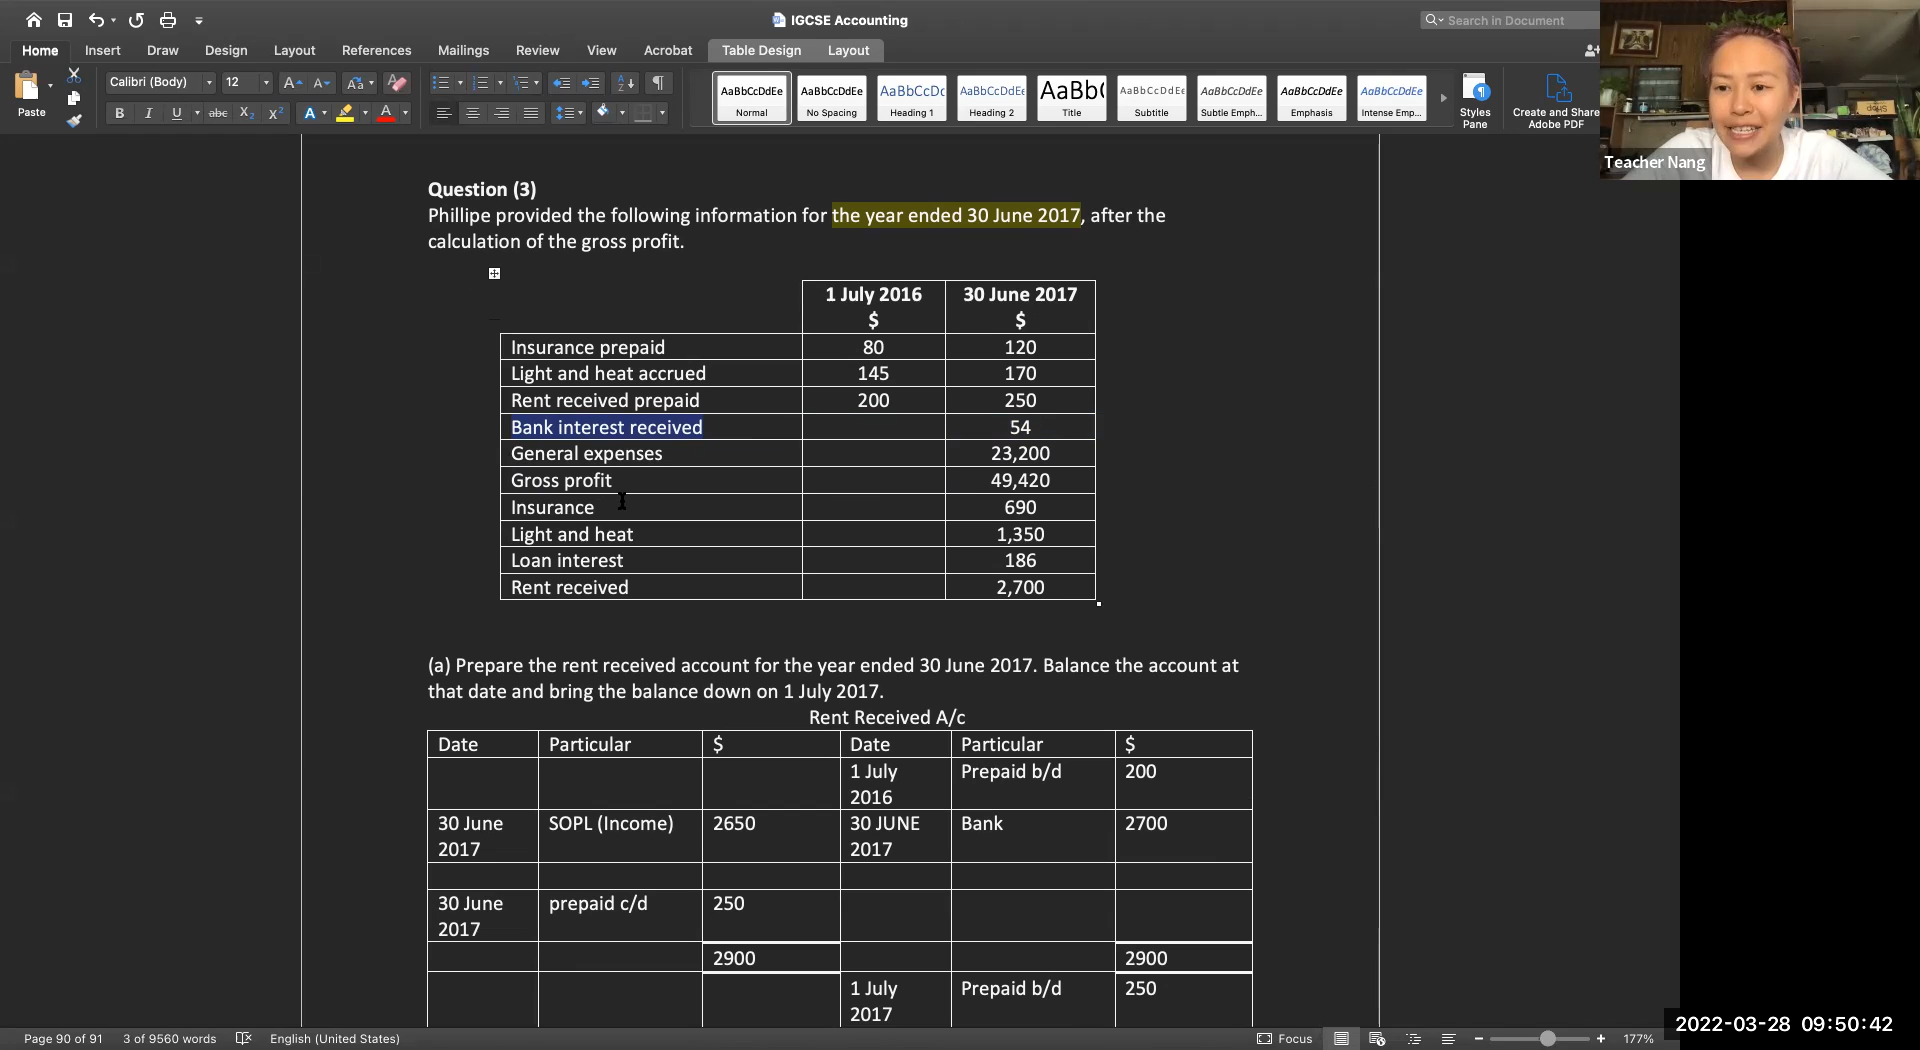 IGCSE Accounting
Search in Document
Home Insert Draw Design Layout References Mailings Review View Acrobat Table Design Layout
Paste
Calibri (Body) 12
B I U abc X₂ X² A A
AaBbCcDdEe AaBbCcDdEe AaBbCcDc AaBbCcDdEe AaBb( AaBbCcDdEe AaBbCcDdEe AaBbCcDdEe AaBbCcDdEe
Normal No Spacing Heading 1 Heading 2 Title Subtitle Subtle Emph... Emphasis Intense Emp...
Styles Pane
Create and Share Adobe PDF
Teacher Nang
Question (3)
Phillipe provided the following information for the year ended 30 June 2017, after the
calculation of the gross profit.
1 July 2016 30 June 2017
$ $
Insurance prepaid 80 120
Light and heat accrued 145 170
Rent received prepaid 200 250
Bank interest received 54
General expenses 23,200
Gross profit 49,420
Insurance 690
Light and heat 1,350
Loan interest 186
Rent received 2,700
(a) Prepare the rent received account for the year ended 30 June 2017. Balance the account at
that date and bring the balance down on 1 July 2017.
Rent Received A/c
Date Particular $ Date Particular $
1 July 2016 Prepaid b/d 200
30 June 2017 SOPL (Income) 2650 30 JUNE 2017 Bank 2700
30 June 2017 prepaid c/d 250
2900 2900
1 July 2017 Prepaid b/d 250
Page 90 of 91 3 of 9560 words English (United States) Focus 177%
2022-03-28 09:50:42